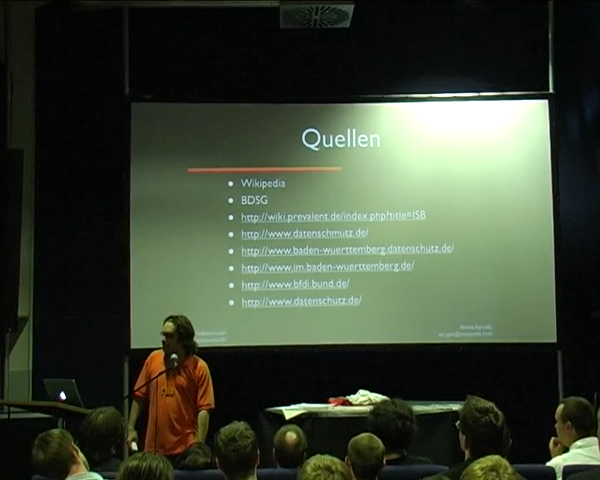 Quellen
Wikipedia
BDSG
http://wiki.prevalent.de/index.php?title=ISB
http://www.datenschmutz.de/
http://www.baden-wuerttemberg.datenschutz.de/
http://www.im.baden-wuerttemberg.de/
http://www.bfdi.bund.de/
http://www.datenschutz.de/